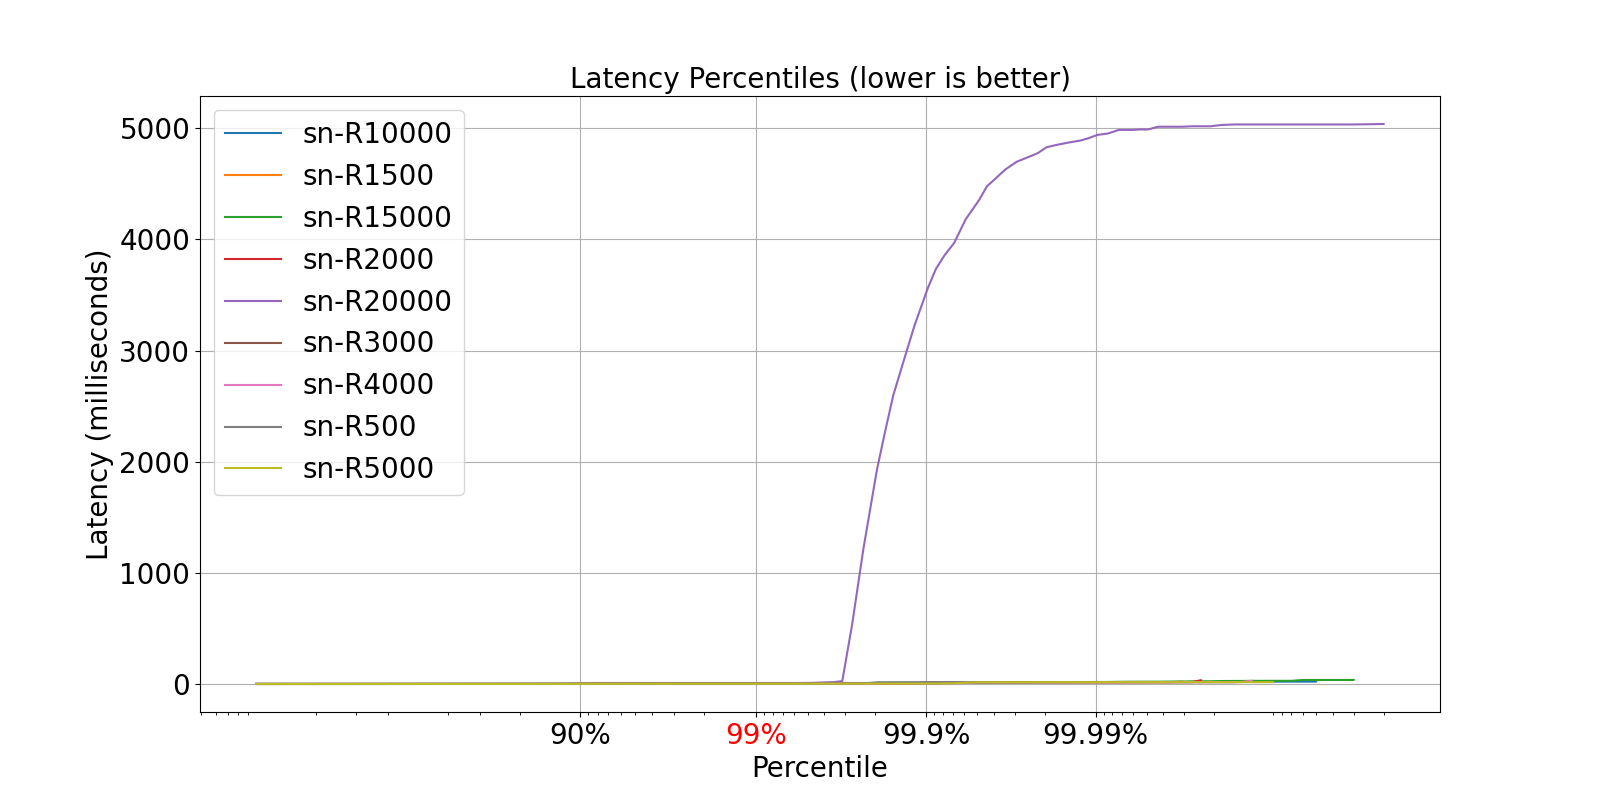 Latency Percentiles (lower is better)
sn-R10000
sn-R1500
sn-R15000
sn-R2000
sn-R20000
sn-R3000
sn-R4000
sn-R500
sn-R5000
Latency (milliseconds)
5000
4000
3000
2000
1000
0
90% 99% 99.9% 99.99%
Percentile